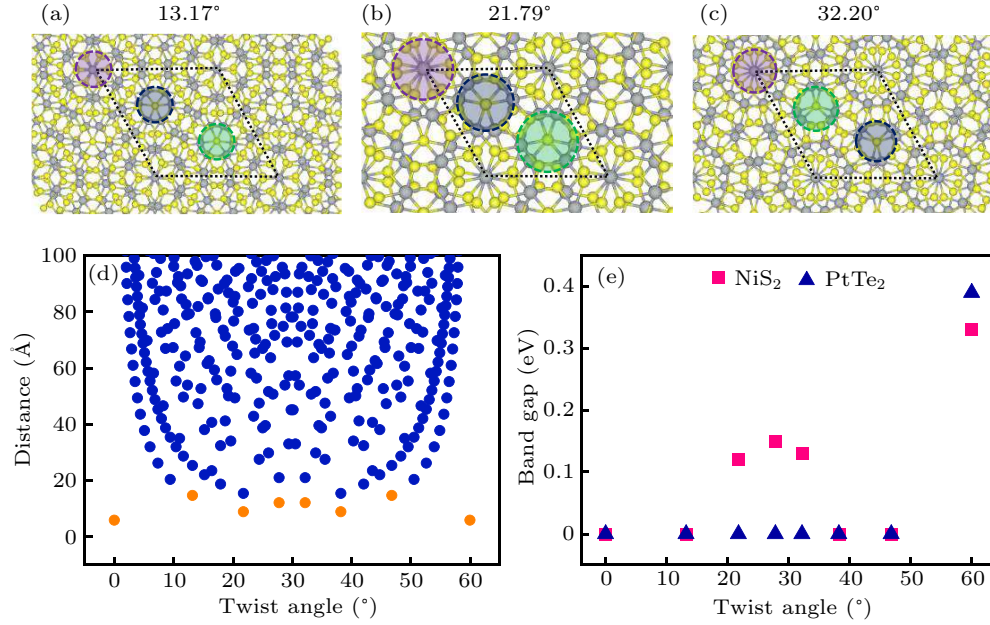 (a) 13.17° (b) 21.79° (c) 32.20°
(d)
100
80
60
40
20
0
Distance (Å)
0 10 20 30 40 50 60
Twist angle (°)
(e) NiS₂ PtTe₂
0.4
0.3
0.2
0.1
0
Band gap (eV)
0 10 20 30 40 50 60
Twist angle (°)